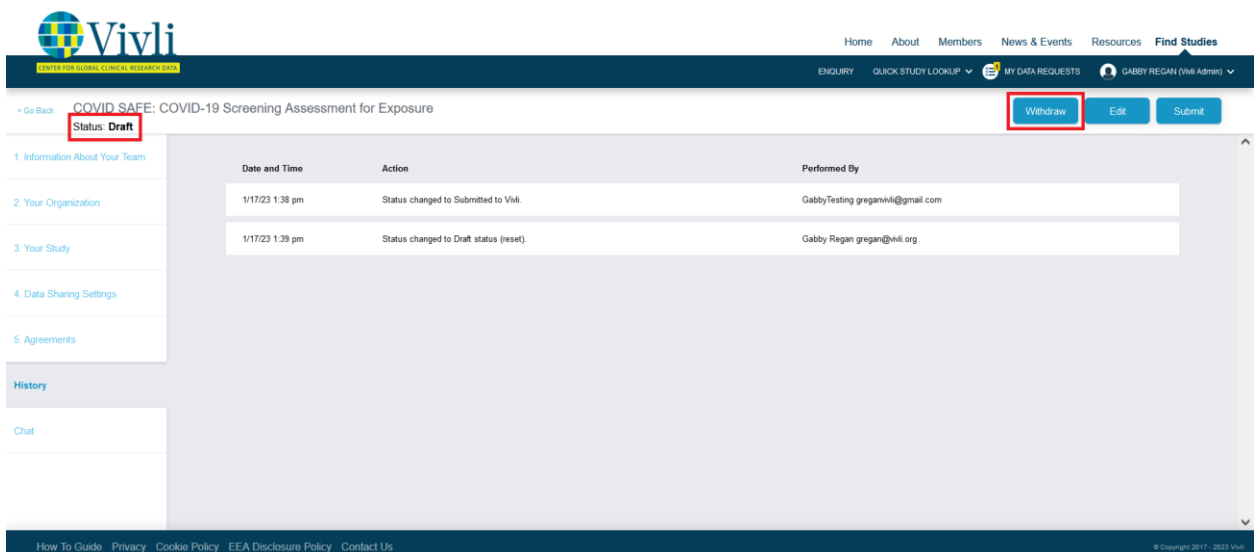 Vivli
CENTER FOR GLOBAL CLINICAL RESEARCH DATA
Home About Members News & Events Resources Find Studies
ENQUIRY QUICK STUDY LOOKUP MY DATA REQUESTS GABBY REGAN (Vivli Admin)
< Go Back COVID SAFE: COVID-19 Screening Assessment for Exposure
Status: Draft
Withdraw Edit Submit
1. Information About Your Team
2. Your Organization
3. Your Study
4. Data Sharing Settings
5. Agreements
History
Chat
Date and Time Action Performed By
1/17/23 1:38 pm Status changed to Submitted to Vivli. GabbyTesting greganvivli@gmail.com
1/17/23 1:39 pm Status changed to Draft status (reset). Gabby Regan gregan@vivli.org
How To Guide Privacy Cookie Policy EEA Disclosure Policy Contact Us
© Copyright 2017 - 2023 Vivli